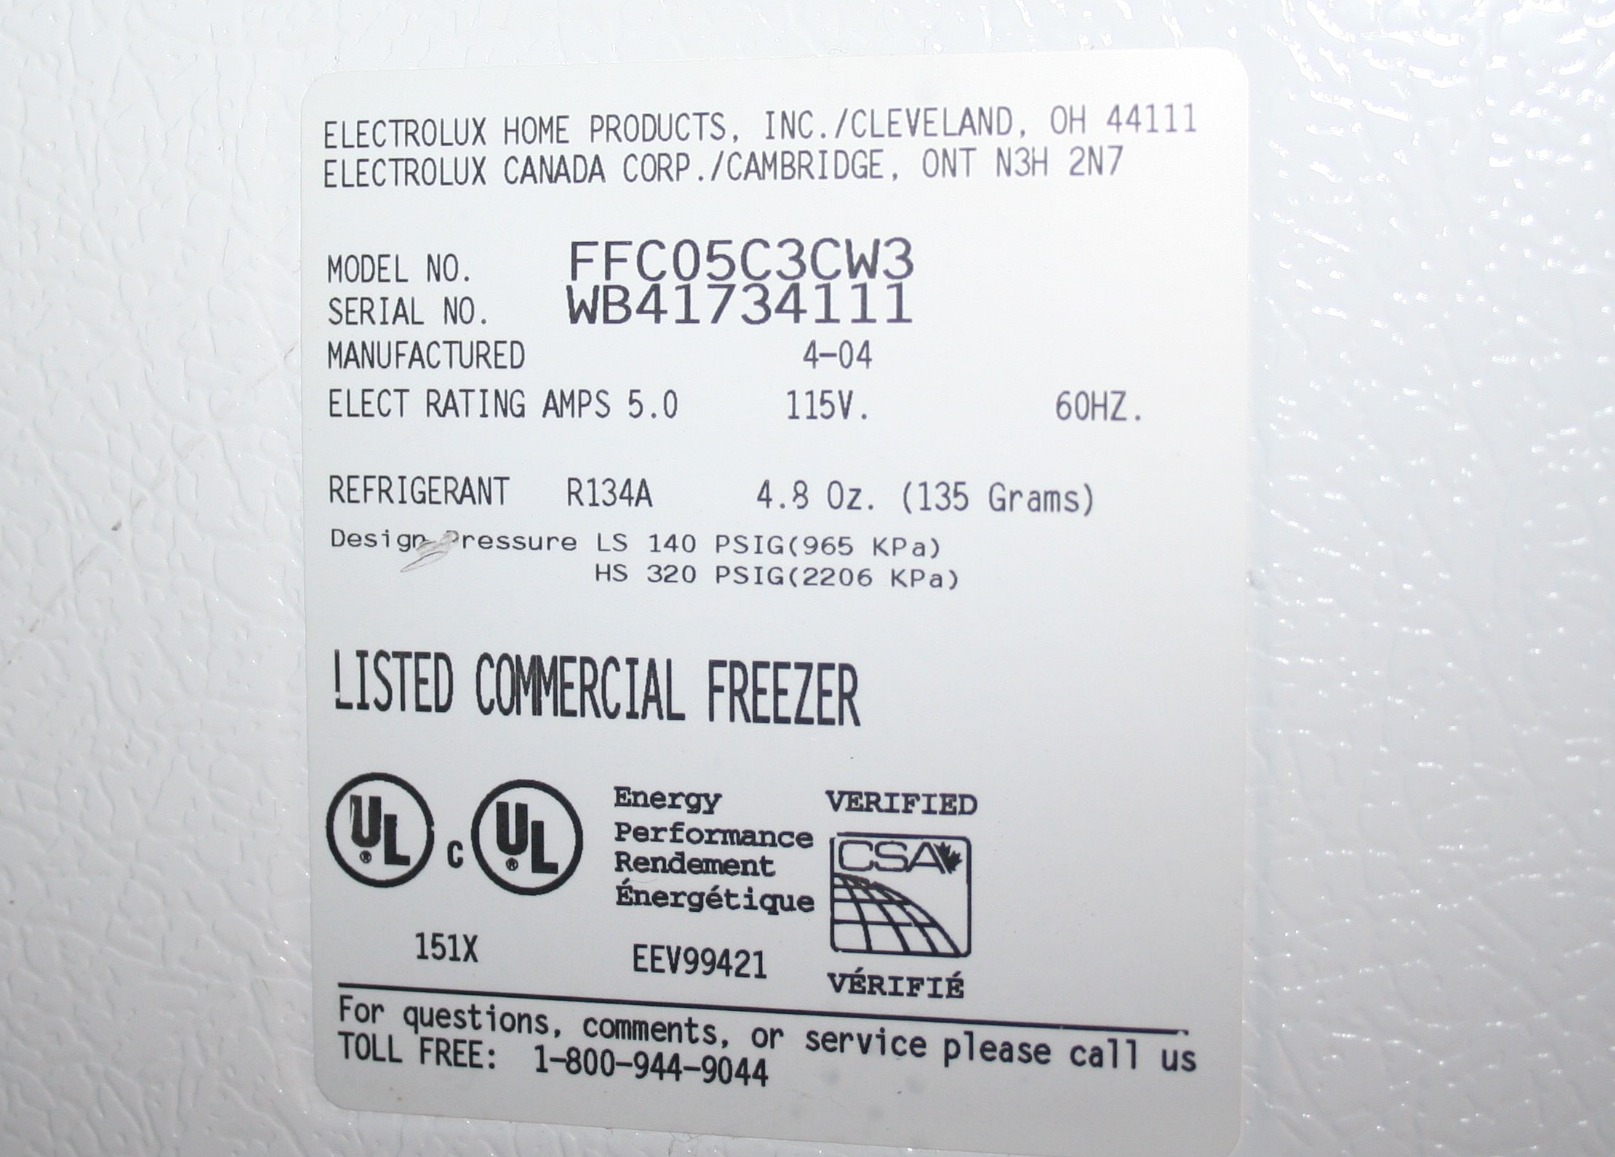 ELECTROLUX HOME PRODUCTS, INC./CLEVELAND, OH 44111
ELECTROLUX CANADA CORP./CAMBRIDGE, ONT N3H 2N7
MODEL NO. FFC05C3CW3
SERIAL NO. WB41734111
MANUFACTURED 4-04
ELECT RATING AMPS 5.0 115V. 60HZ.
REFRIGERANT R134A 4.8 Oz. (135 Grams)
Design Pressure LS 140 PSIG(965 KPa)
HS 320 PSIG(2206 KPa)
LISTED COMMERCIAL FREEZER
UL ® C UL ®
Energy
Performance
Rendement
Énergétique
VERIFIED
CSA
VÉRIFIÉ
151X
EEV99421
For questions, comments, or service please call us
TOLL FREE: 1-800-944-9044